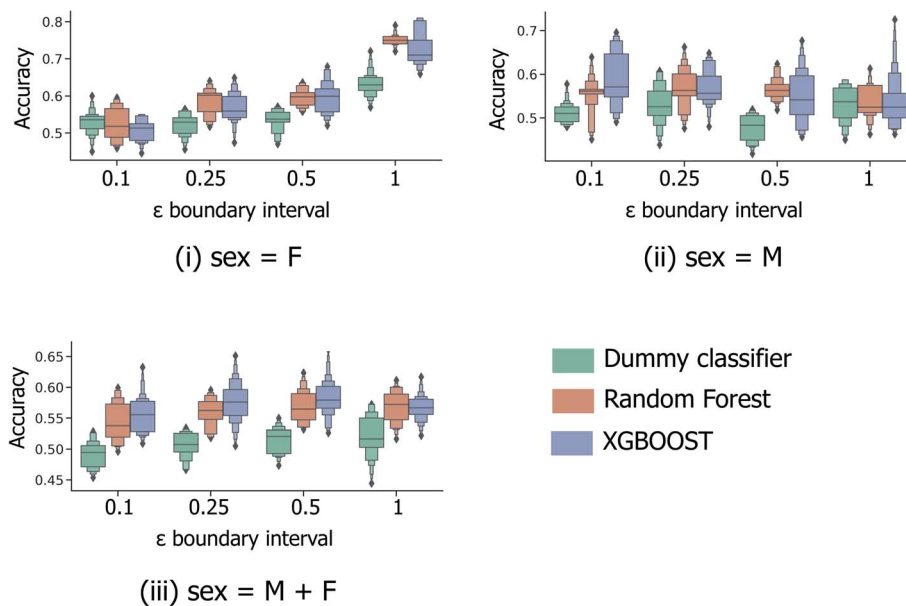 0.8
0.7
0.6
0.5
Accuracy
0.1 0.25 0.5 1
ε boundary interval
(i) sex = F
0.7
0.6
0.5
Accuracy
0.1 0.25 0.5 1
ε boundary interval
(ii) sex = M
0.65
0.60
0.55
0.50
0.45
Accuracy
0.1 0.25 0.5 1
ε boundary interval
(iii) sex = M + F
Dummy classifier
Random Forest
XGBOOST